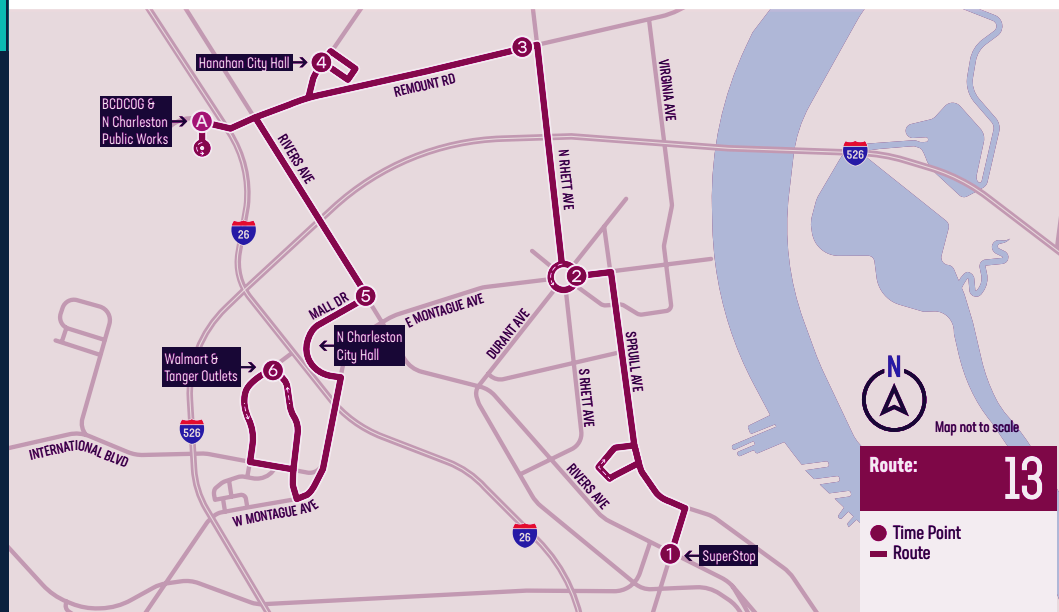 Hanahan City Hall
4
3
REMOUNT RD
BCDCOG &
N Charleston
Public Works
A
VIRGINIA AVE
RIVERS AVE
526
N RHETT AVE
26
2
5
MALL DR
E MONTAGUE AVE
N Charleston
City Hall
DURANT AVE
SPRUILL AVE
Walmart &
Tanger Outlets
6
S RHETT AVE
N
Map not to scale
526
INTERNATIONAL BLVD
RIVERS AVE
W MONTAGUE AVE
26
1
SuperStop
Route:
13
Time Point
Route